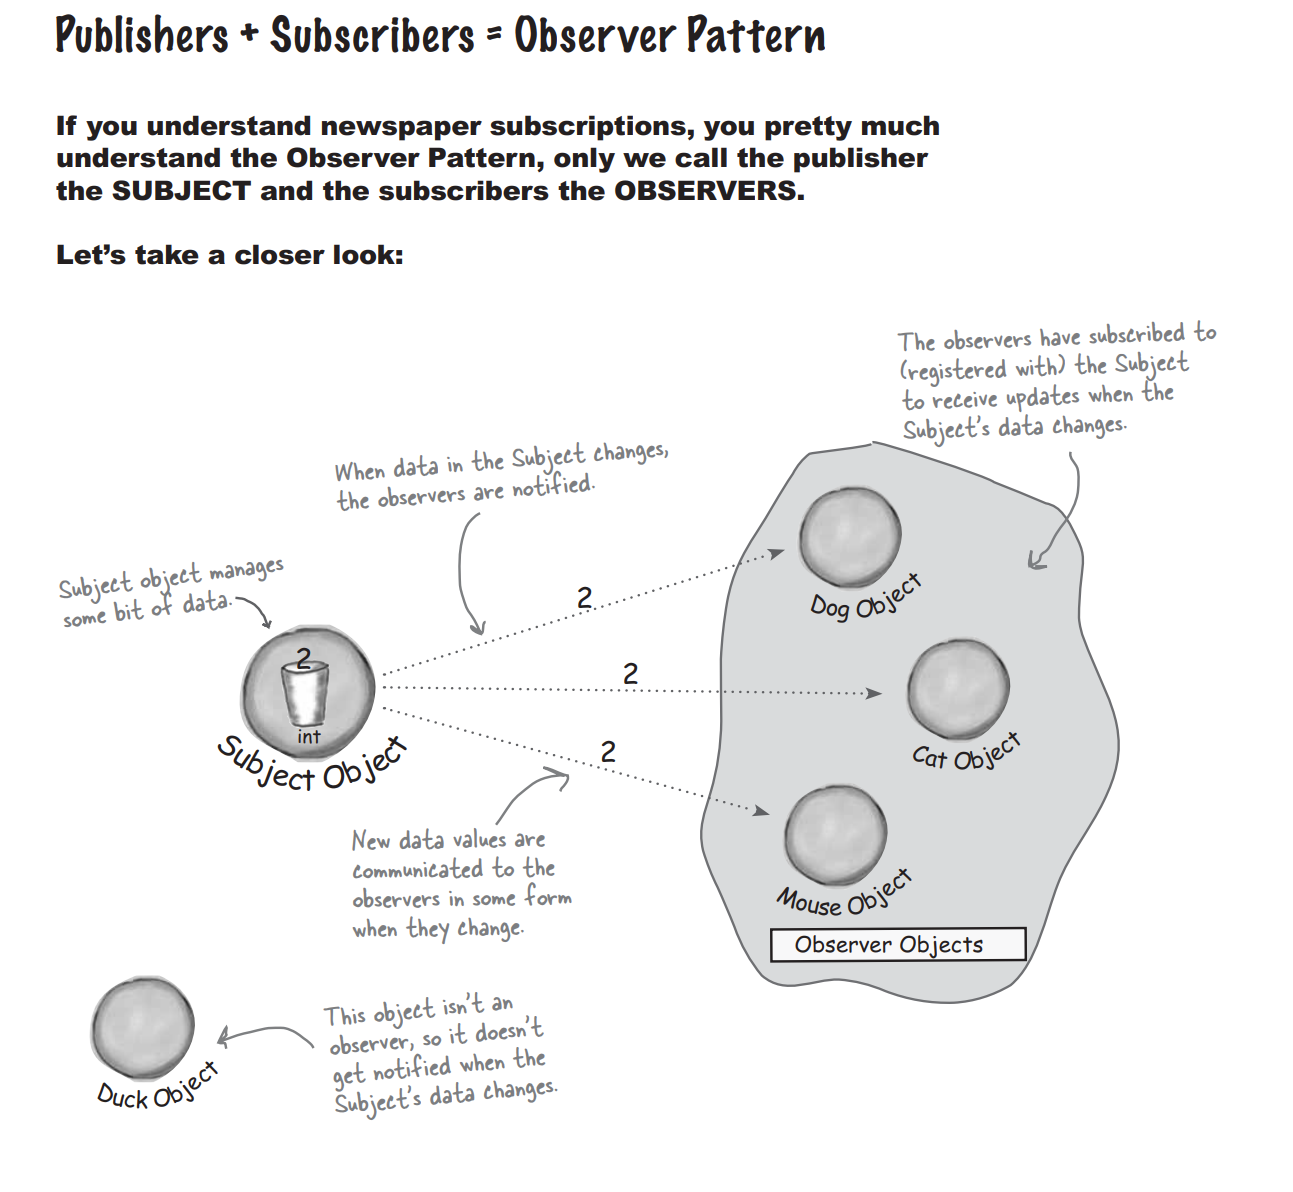 Publishers + Subscribers = Observer Pattern
If you understand newspaper subscriptions, you pretty much
understand the Observer Pattern, only we call the publisher
the SUBJECT and the subscribers the OBSERVERS.
Let's take a closer look:
The observers have subscribed to
(registered with) the Subject
to receive updates when the
Subject's data changes.
When data in the Subject changes,
the observers are notified.
Subject object manages
some bit of data.
2
int
Subject Object
2
2
2
Dog Object
Cat Object
Mouse Object
Observer Objects
New data values are
communicated to the
observers in some form
when they change.
Duck Object
This object isn't an
observer, so it doesn't
get notified when the
Subject's data changes.